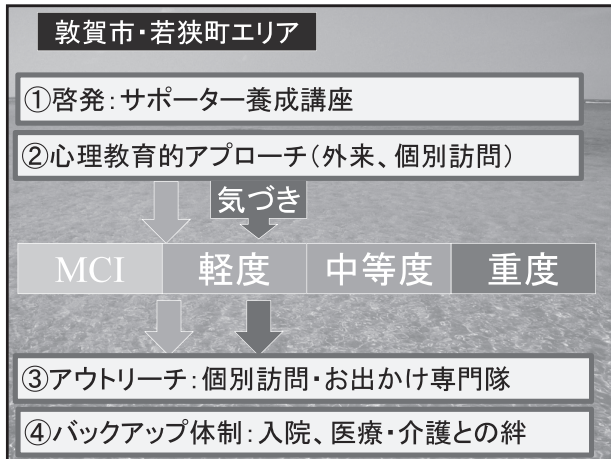 敦賀市・若狭町エリア
①啓発：サポーター養成講座
②心理教育的アプローチ（外来、個別訪問）
気づき
MCI 軽度 中等度 重度
③アウトリーチ：個別訪問・お出かけ専門隊
④バックアップ体制：入院、医療・介護との絆